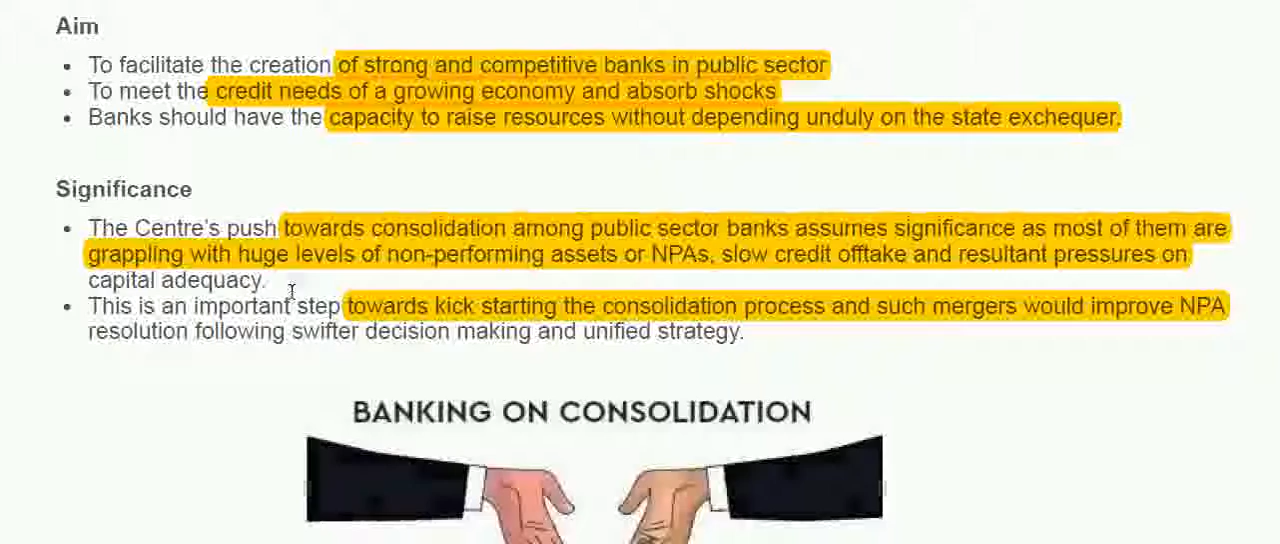 Aim
• To facilitate the creation of strong and competitive banks in public sector
• To meet the credit needs of a growing economy and absorb shocks
• Banks should have the capacity to raise resources without depending unduly on the state exchequer.
Significance
• The Centre's push towards consolidation among public sector banks assumes significance as most of them are
grappling with huge levels of non-performing assets or NPAs, slow credit offtake and resultant pressures on
capital adequacy.
• This is an important step towards kick starting the consolidation process and such mergers would improve NPA
resolution following swifter decision making and unified strategy.
BANKING ON CONSOLIDATION